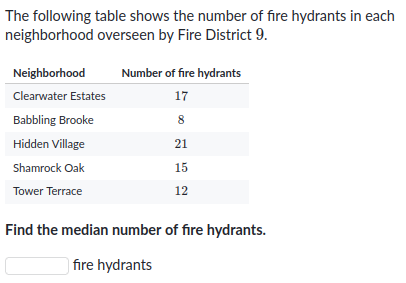 The following table shows the number of fire hydrants in each
neighborhood overseen by Fire District 9.
Neighborhood Number of fire hydrants
Clearwater Estates 17
Babbling Brooke 8
Hidden Village 21
Shamrock Oak 15
Tower Terrace 12
Find the median number of fire hydrants.
fire hydrants